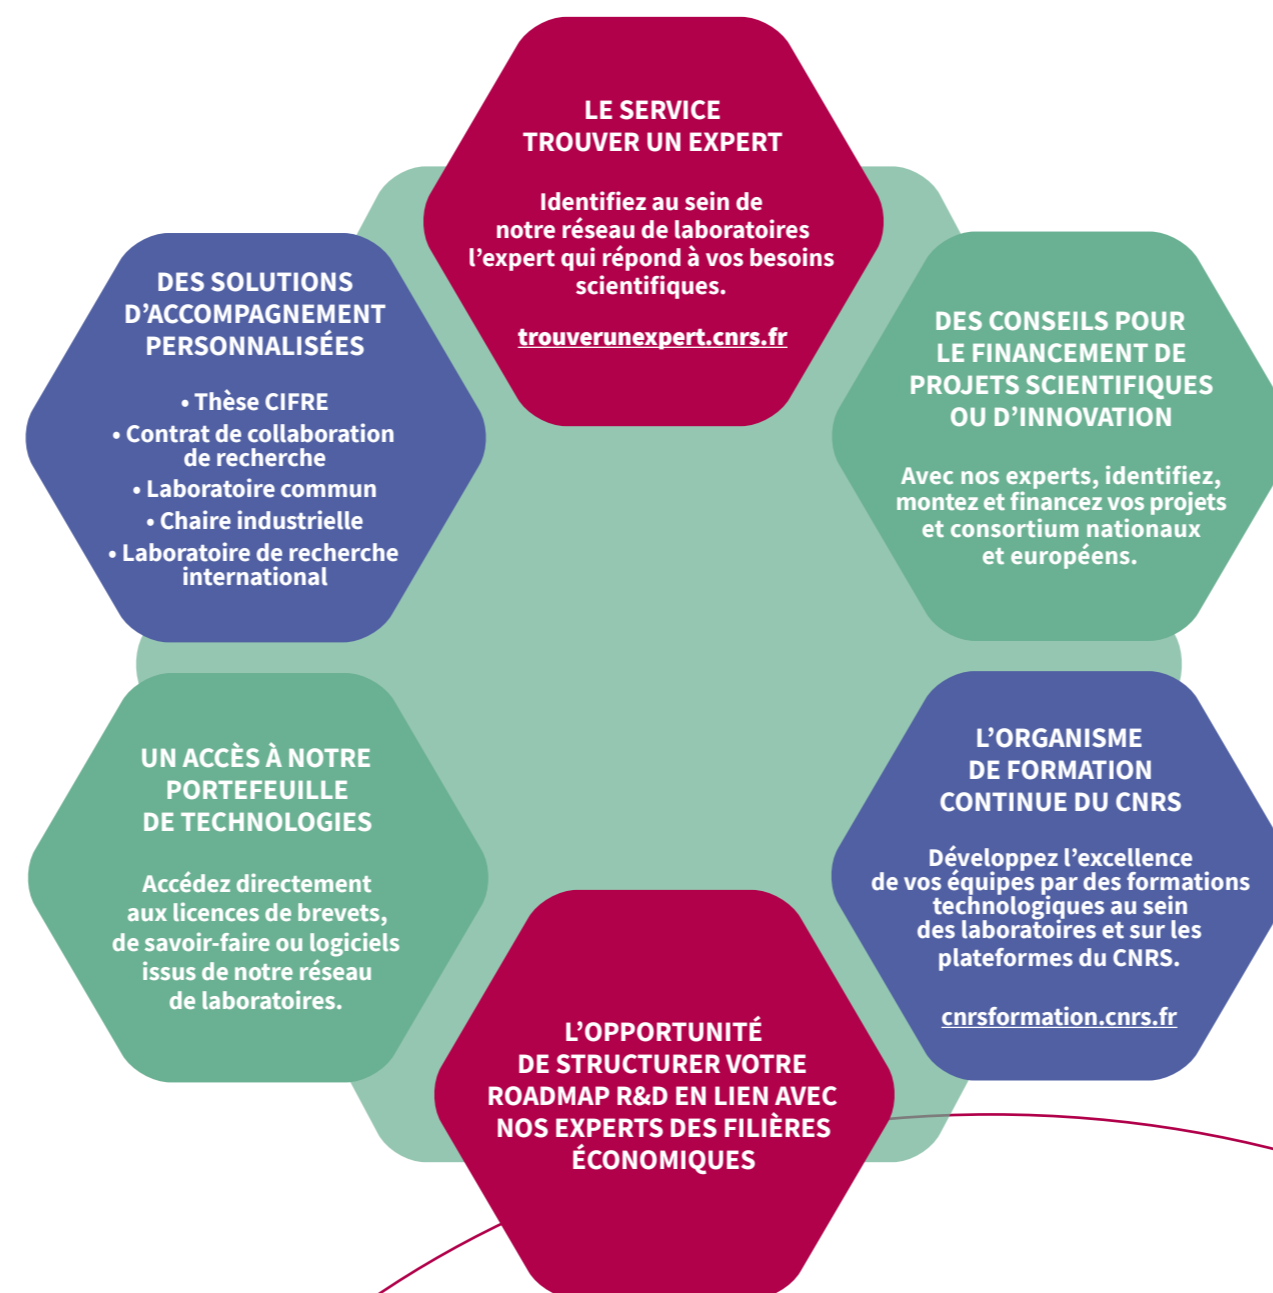 LE SERVICE
TROUVER UN EXPERT
Identifiez au sein de
notre réseau de laboratoires
l’expert qui répond à vos besoins
scientifiques.
trouverunexpert.cnrs.fr
DES SOLUTIONS
D’ACCOMPAGNEMENT
PERSONNALISÉES
• Thèse CIFRE
• Contrat de collaboration
de recherche
• Laboratoire commun
• Chaire industrielle
• Laboratoire de recherche
international
DES CONSEILS POUR
LE FINANCEMENT DE
PROJETS SCIENTIFIQUES
OU D’INNOVATION
Avec nos experts, identifiez,
montez et financez vos projets
et consortium nationaux
et européens.
UN ACCÈS À NOTRE
PORTEFEUILLE
DE TECHNOLOGIES
Accédez directement
aux licences de brevets,
de savoir-faire ou logiciels
issus de notre réseau
de laboratoires.
L’ORGANISME
DE FORMATION
CONTINUE DU CNRS
Développez l’excellence
de vos équipes par des formations
technologiques au sein
des laboratoires et sur les
plateformes du CNRS.
cnrsformation.cnrs.fr
L’OPPORTUNITÉ
DE STRUCTURER VOTRE
ROADMAP R&D EN LIEN AVEC
NOS EXPERTS DES FILIÈRES
ÉCONOMIQUES